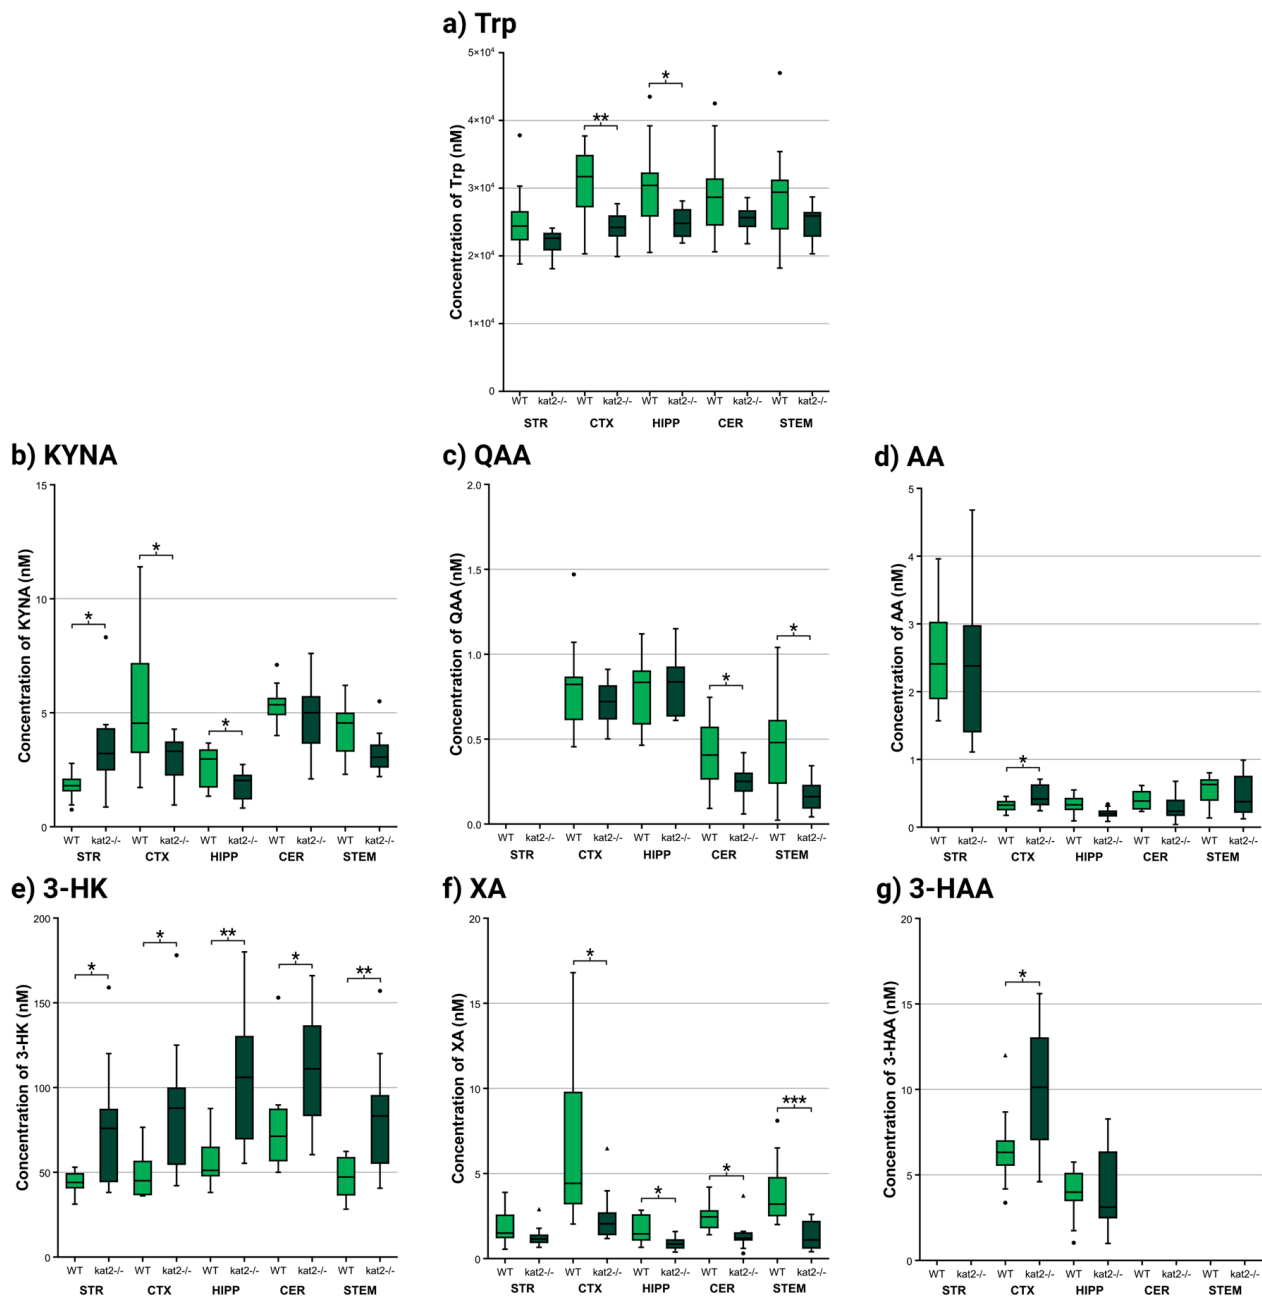 a) Trp
Concentration of Trp (nM)
5×10⁴
4×10⁴
3×10⁴
2×10⁴
1×10⁴
0
** *
WT kat2-/- WT kat2-/- WT kat2-/- WT kat2-/- WT kat2-/-
STR CTX HIPP CER STEM
b) KYNA
Concentration of KYNA (nM)
15
10
5
0
* * *
WT kat2-/- WT kat2-/- WT kat2-/- WT kat2-/- WT kat2-/-
STR CTX HIPP CER STEM
c) QAA
Concentration of QAA (nM)
2.0
1.5
1.0
0.5
0.0
* *
WT kat2-/- WT kat2-/- WT kat2-/- WT kat2-/- WT kat2-/-
STR CTX HIPP CER STEM
d) AA
Concentration of AA (nM)
5
4
3
2
1
0
*
WT kat2-/- WT kat2-/- WT kat2-/- WT kat2-/- WT kat2-/-
STR CTX HIPP CER STEM
e) 3-HK
Concentration of 3-HK (nM)
200
150
100
50
0
* * ** * **
WT kat2-/- WT kat2-/- WT kat2-/- WT kat2-/- WT kat2-/-
STR CTX HIPP CER STEM
f) XA
Concentration of XA (nM)
20
15
10
5
0
* * * ***
WT kat2-/- WT kat2-/- WT kat2-/- WT kat2-/- WT kat2-/-
STR CTX HIPP CER STEM
g) 3-HAA
Concentration of 3-HAA (nM)
20
15
10
5
0
*
WT kat2-/- WT kat2-/- WT kat2-/- WT kat2-/- WT kat2-/-
STR CTX HIPP CER STEM